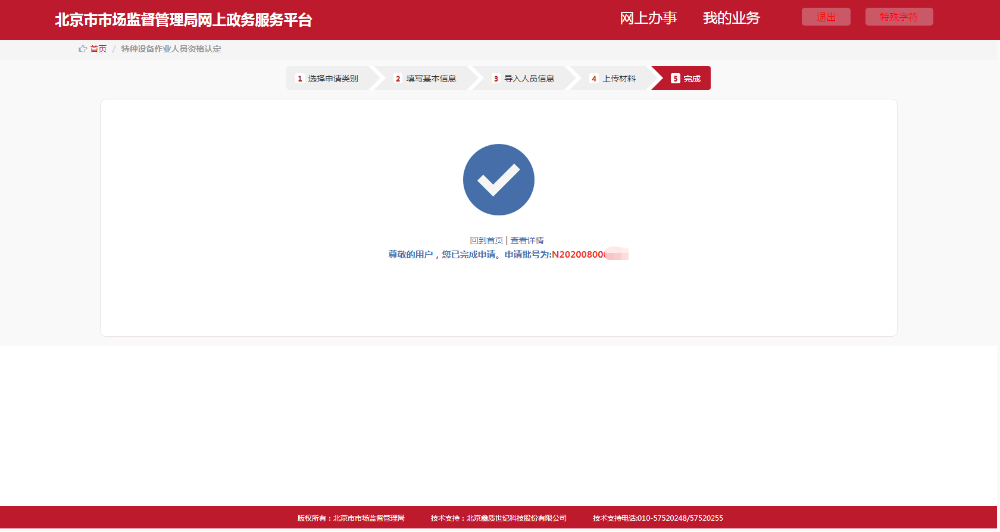 北京市市场监督管理局网上政务服务平台
网上办事 我的业务 退出 特殊字符
首页 / 特种设备作业人员资格认定
1 选择申请类别 2 填写基本信息 3 导入人员信息 4 上传材料 5 完成
回到首页 | 查看详情
尊敬的用户，您已完成申请。申请批号为:N20200800
版权所有：北京市市场监督管理局 技术支持：北京鑫质世纪科技股份有限公司 技术支持电话:010-57520248/57520255